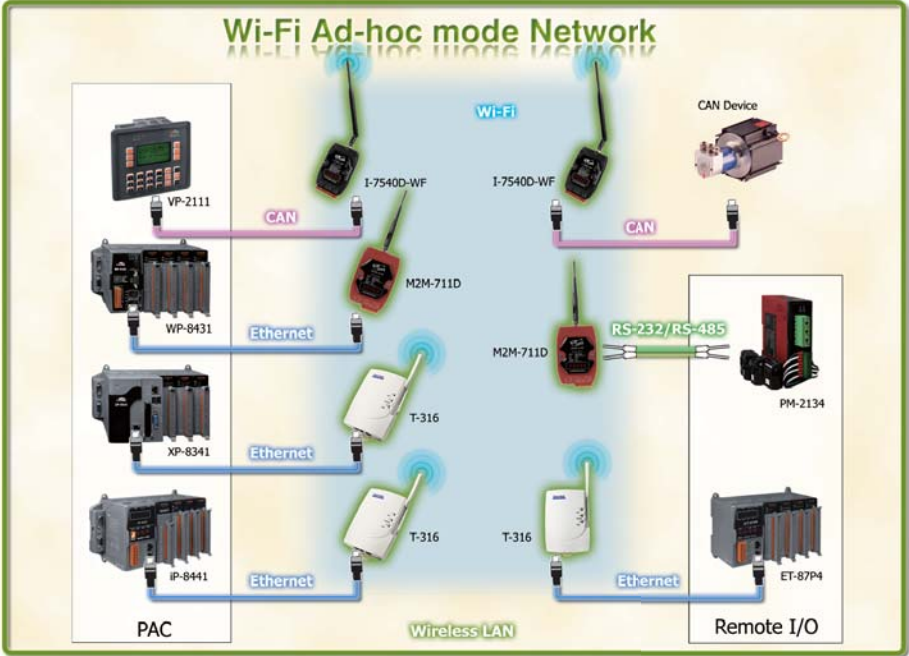 Wi-Fi Ad-hoc mode Network
Wi-Fi
CAN Device
VP-2111
I-7540D-WF
I-7540D-WF
CAN
CAN
WP-8431
M2M-711D
Ethernet
M2M-711D
RS-232/RS-485
PM-2134
XP-8341
T-316
Ethernet
iP-8441
T-316
Ethernet
T-316
Ethernet
ET-87P4
PAC
Wireless LAN
Remote I/O